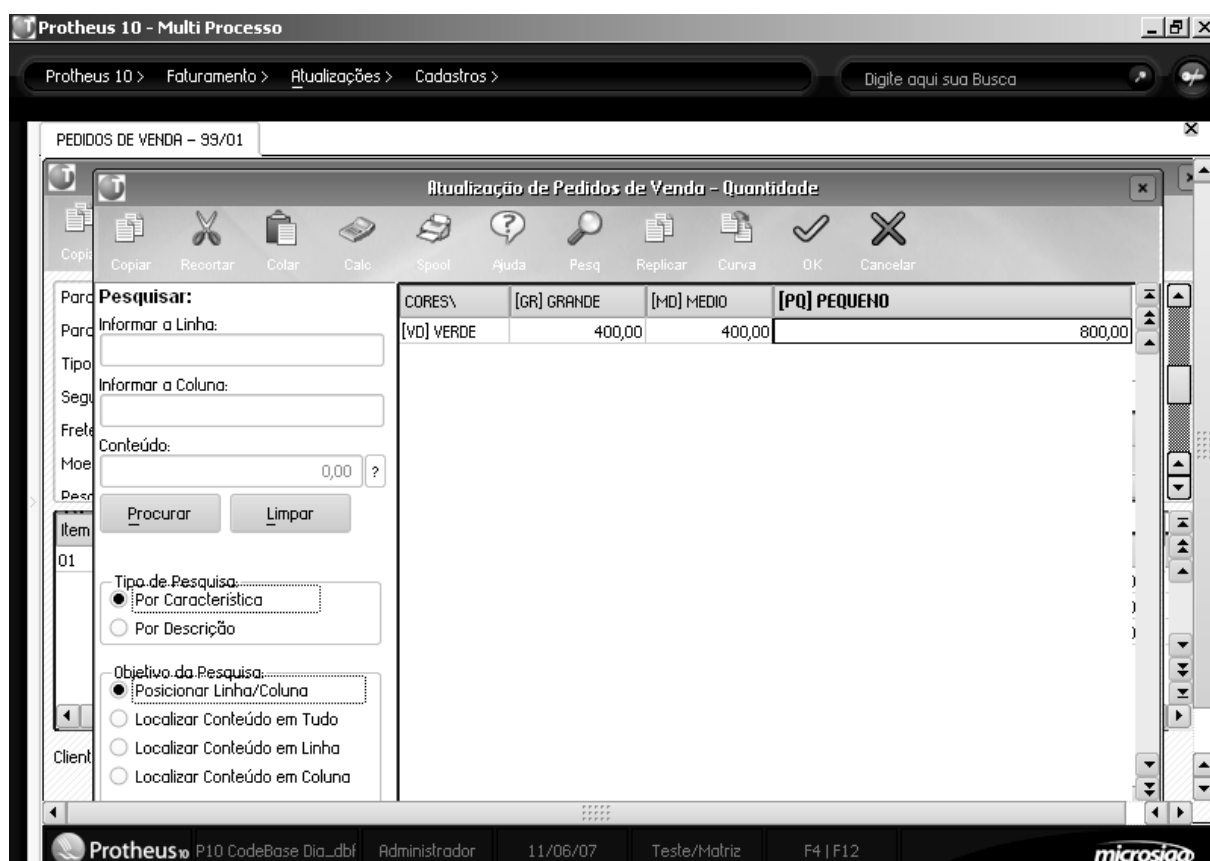 Protheus 10 - Multi Processo
Protheus 10 > Faturamento > Atualizações > Cadastros >
Digite aqui sua Busca
PEDIDOS DE VENDA – 99/01
Atualização de Pedidos de Venda – Quantidade
Copiar Recortar Colar Calc Spool Ajuda Pesq Replicar Curva OK Cancelar
Pesquisar:
CORES\ [GR] GRANDE [MD] MEDIO [PQ] PEQUENO
Informar a Linha:
[VD] VERDE 400,00 400,00 800,00
Tipo
Informar a Coluna:
Frete
Conteúdo:
0,00 ?
Procurar Limpar
Item
01
Tipo de Pesquisa:
Por Característica
Por Descrição
Objetivo da Pesquisa:
Posicionar Linha/Coluna
Localizar Conteúdo em Tudo
Localizar Conteúdo em Linha
Client
Localizar Conteúdo em Coluna
Protheus10 P10 CodeBase Dia_dbf Administrador 11/06/07 Teste/Matriz F4 | F12
microsiga